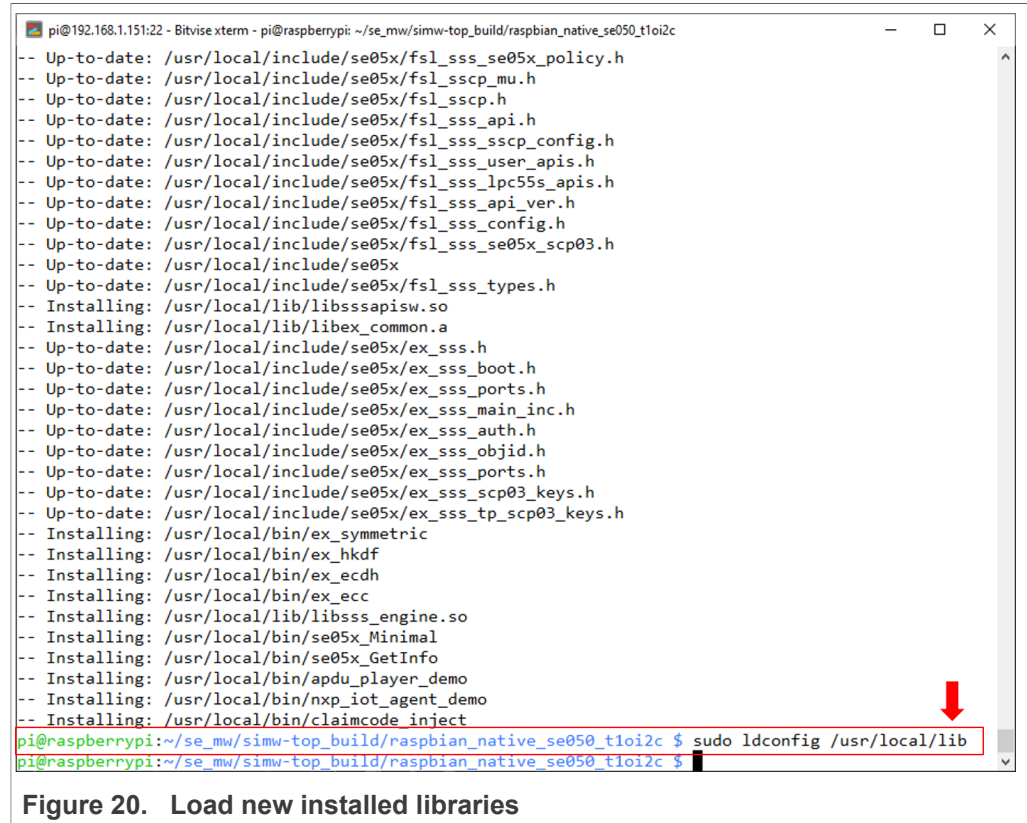 pi@192.168.1.151:22 - Bitvise xterm - pi@raspberrypi: ~/se_mw/simw-top_build/raspbian_native_se050_t1oi2c
-- Up-to-date: /usr/local/include/se05x/fsl_sss_se05x_policy.h
-- Up-to-date: /usr/local/include/se05x/fsl_sscp_mu.h
-- Up-to-date: /usr/local/include/se05x/fsl_sscp.h
-- Up-to-date: /usr/local/include/se05x/fsl_sss_api.h
-- Up-to-date: /usr/local/include/se05x/fsl_sss_sscp_config.h
-- Up-to-date: /usr/local/include/se05x/fsl_sss_user_apis.h
-- Up-to-date: /usr/local/include/se05x/fsl_sss_lpc55s_apis.h
-- Up-to-date: /usr/local/include/se05x/fsl_sss_api_ver.h
-- Up-to-date: /usr/local/include/se05x/fsl_sss_config.h
-- Up-to-date: /usr/local/include/se05x/fsl_sss_se05x_scp03.h
-- Up-to-date: /usr/local/include/se05x
-- Up-to-date: /usr/local/include/se05x/fsl_sss_types.h
-- Installing: /usr/local/lib/libsssapisw.so
-- Installing: /usr/local/lib/libex_common.a
-- Up-to-date: /usr/local/include/se05x/ex_sss.h
-- Up-to-date: /usr/local/include/se05x/ex_sss_boot.h
-- Up-to-date: /usr/local/include/se05x/ex_sss_ports.h
-- Up-to-date: /usr/local/include/se05x/ex_sss_main_inc.h
-- Up-to-date: /usr/local/include/se05x/ex_sss_auth.h
-- Up-to-date: /usr/local/include/se05x/ex_sss_objid.h
-- Up-to-date: /usr/local/include/se05x/ex_sss_ports.h
-- Up-to-date: /usr/local/include/se05x/ex_sss_scp03_keys.h
-- Up-to-date: /usr/local/include/se05x/ex_sss_tp_scp03_keys.h
-- Installing: /usr/local/bin/ex_symmetric
-- Installing: /usr/local/bin/ex_hkdf
-- Installing: /usr/local/bin/ex_ecdh
-- Installing: /usr/local/bin/ex_ecc
-- Installing: /usr/local/lib/libsss_engine.so
-- Installing: /usr/local/bin/se05x_Minimal
-- Installing: /usr/local/bin/se05x_GetInfo
-- Installing: /usr/local/bin/apdu_player_demo
-- Installing: /usr/local/bin/nxp_iot_agent_demo
-- Installing: /usr/local/bin/claimcode_inject
pi@raspberrypi:~/se_mw/simw-top_build/raspbian_native_se050_t1oi2c $ sudo ldconfig /usr/local/lib
pi@raspberrypi:~/se_mw/simw-top_build/raspbian_native_se050_t1oi2c $
Figure 20. Load new installed libraries